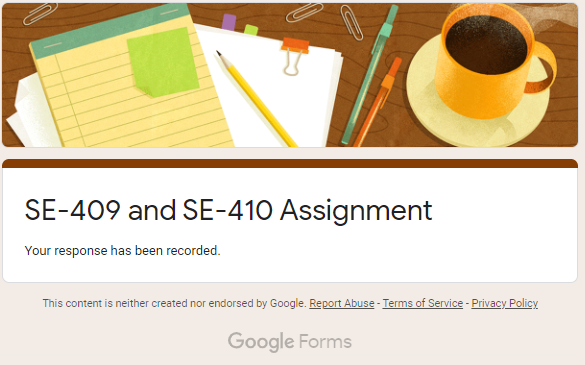 SE-409 and SE-410 Assignment
Your response has been recorded.
This content is neither created nor endorsed by Google. Report Abuse - Terms of Service - Privacy Policy
Google Forms